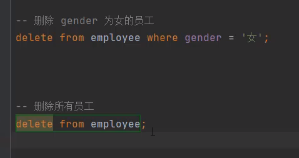 -- 删除 gender 为女的员工
delete from employee where gender = '女';
-- 删除所有员工
delete from employee;